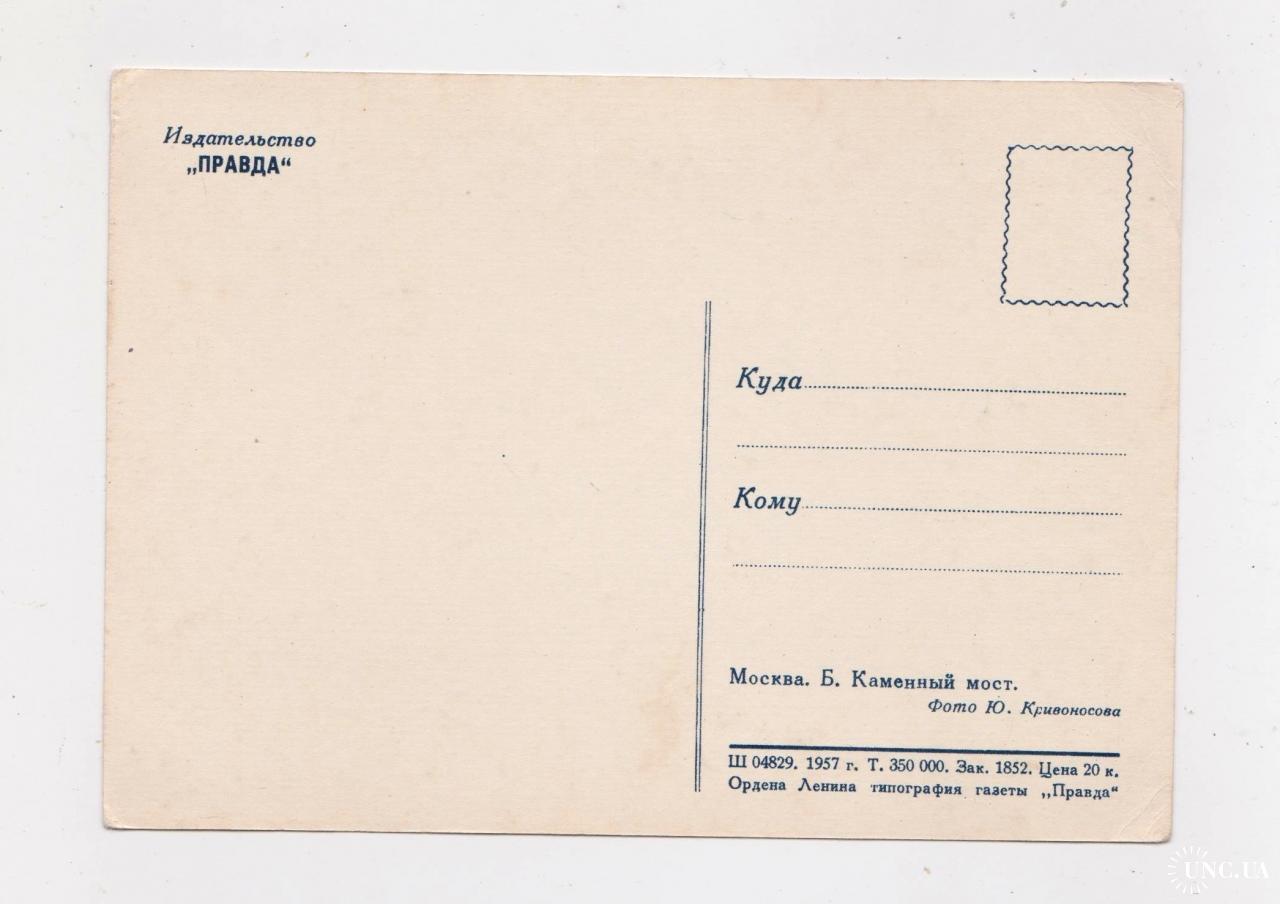 Издательство
„ПРАВДА“
Куда
Кому
Москва. Б. Каменный мост.
Фото Ю. Кривоносова
Ш 04829. 1957 г. Т. 350 000. Зак. 1852. Цена 20 к.
Ордена Ленина типография газеты „Правда“
UNC.UA